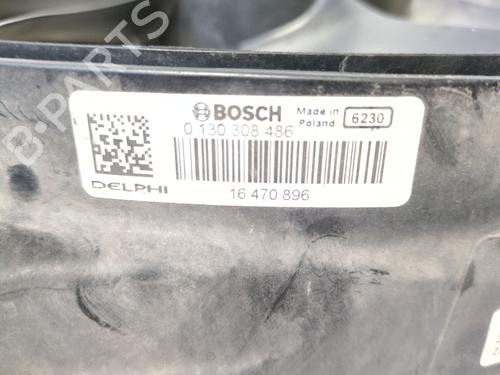 BOSCH
Made in
Poland
6230
0 130 308 486
DELPHI
16 470 896
B-PARTS